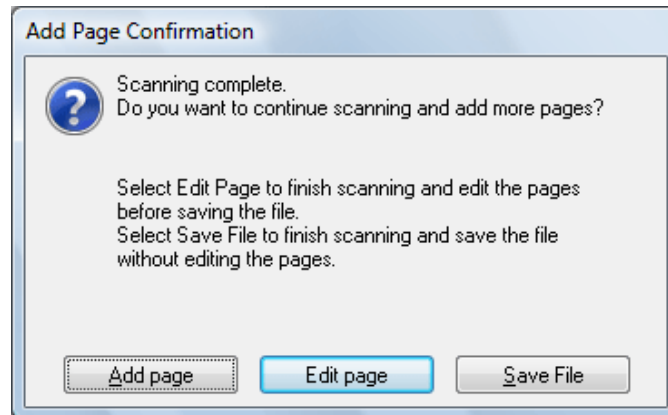 Add Page Confirmation
Scanning complete.
Do you want to continue scanning and add more pages?
Select Edit Page to finish scanning and edit the pages
before saving the file.
Select Save File to finish scanning and save the file
without editing the pages.
Add page
Edit page
Save File